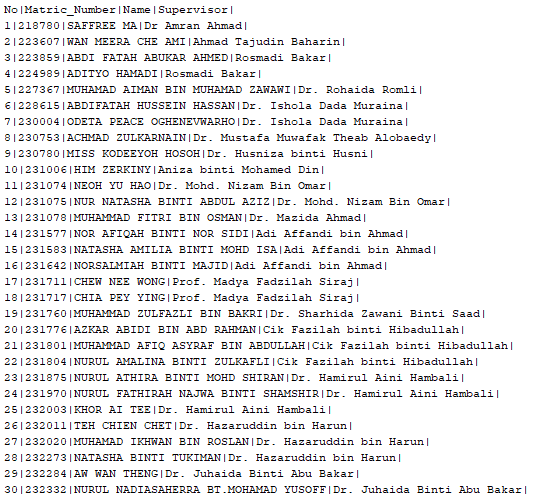 No|Matric_Number|Name|Supervisor|
1|218780|SAFFREE MA|Dr Amran Ahmad|
2|223607|WAN MEERA CHE AMI|Ahmad Tajudin Baharin|
3|223859|ABDI FATAH ABUKAR AHMED|Rosmadi Bakar|
4|224989|ADITYO HAMADI|Rosmadi Bakar|
5|227367|MUHAMAD AIMAN BIN MUHAMAD ZAWAWI|Dr. Rohaida Romli|
6|228615|ABDIFATAH HUSSEIN HASSAN|Dr. Ishola Dada Muraina|
7|230004|ODETA PEACE OGHENEVWARHO|Dr. Ishola Dada Muraina|
8|230753|ACHMAD ZULKARNAIN|Dr. Mustafa Muwafak Theab Alobaedy|
9|230780|MISS KODEEYOH HOSOH|Dr. Husniza binti Husni|
10|231006|HIM ZERKINY|Aniza binti Mohamed Din|
11|231074|NEOH YU HAO|Dr. Mohd. Nizam Bin Omar|
12|231075|NUR NATASHA BINTI ABDUL AZIZ|Dr. Mohd. Nizam Bin Omar|
13|231078|MUHAMMAD FITRI BIN OSMAN|Dr. Mazida Ahmad|
14|231577|NOR AFIQAH BINTI NOR SIDI|Adi Affandi bin Ahmad|
15|231583|NATASHA AMILIA BINTI MOHD ISA|Adi Affandi bin Ahmad|
16|231642|NORSALMIAH BINTI MAJID|Adi Affandi bin Ahmad|
17|231711|CHEW NEE WONG|Prof. Madya Fadzilah Siraj|
18|231717|CHIA PEY YING|Prof. Madya Fadzilah Siraj|
19|231760|MUHAMMAD ZULFAZLI BIN BAKRI|Dr. Sharhida Zawani Binti Saad|
20|231776|AZKAR ABIDI BIN ABD RAHMAN|Cik Fazilah binti Hibadullah|
21|231801|MUHAMMAD AFIQ ASYRAF BIN ABDULLAH|Cik Fazilah binti Hibadullah|
22|231804|NURUL AMALINA BINTI ZULKAFLI|Cik Fazilah binti Hibadullah|
23|231875|NURUL ATHIRA BINTI MOHD SHIRAN|Dr. Hamirul Aini Hambali|
24|231970|NURUL FATHIRAH NAJWA BINTI SHAMSHIR|Dr. Hamirul Aini Hambali|
25|232003|KHOR AI TEE|Dr. Hamirul Aini Hambali|
26|232011|TEH CHIEN CHET|Dr. Hazaruddin bin Harun|
27|232020|MUHAMAD IKHWAN BIN ROSLAN|Dr. Hazaruddin bin Harun|
28|232273|NATASHA BINTI TUKIMAN|Dr. Hazaruddin bin Harun|
29|232284|AW WAN THENG|Dr. Juhaida Binti Abu Bakar|
30|232332|NURUL NADIASAHERRA BT.MOHAMAD YUSOFF|Dr. Juhaida Binti Abu Bakar|